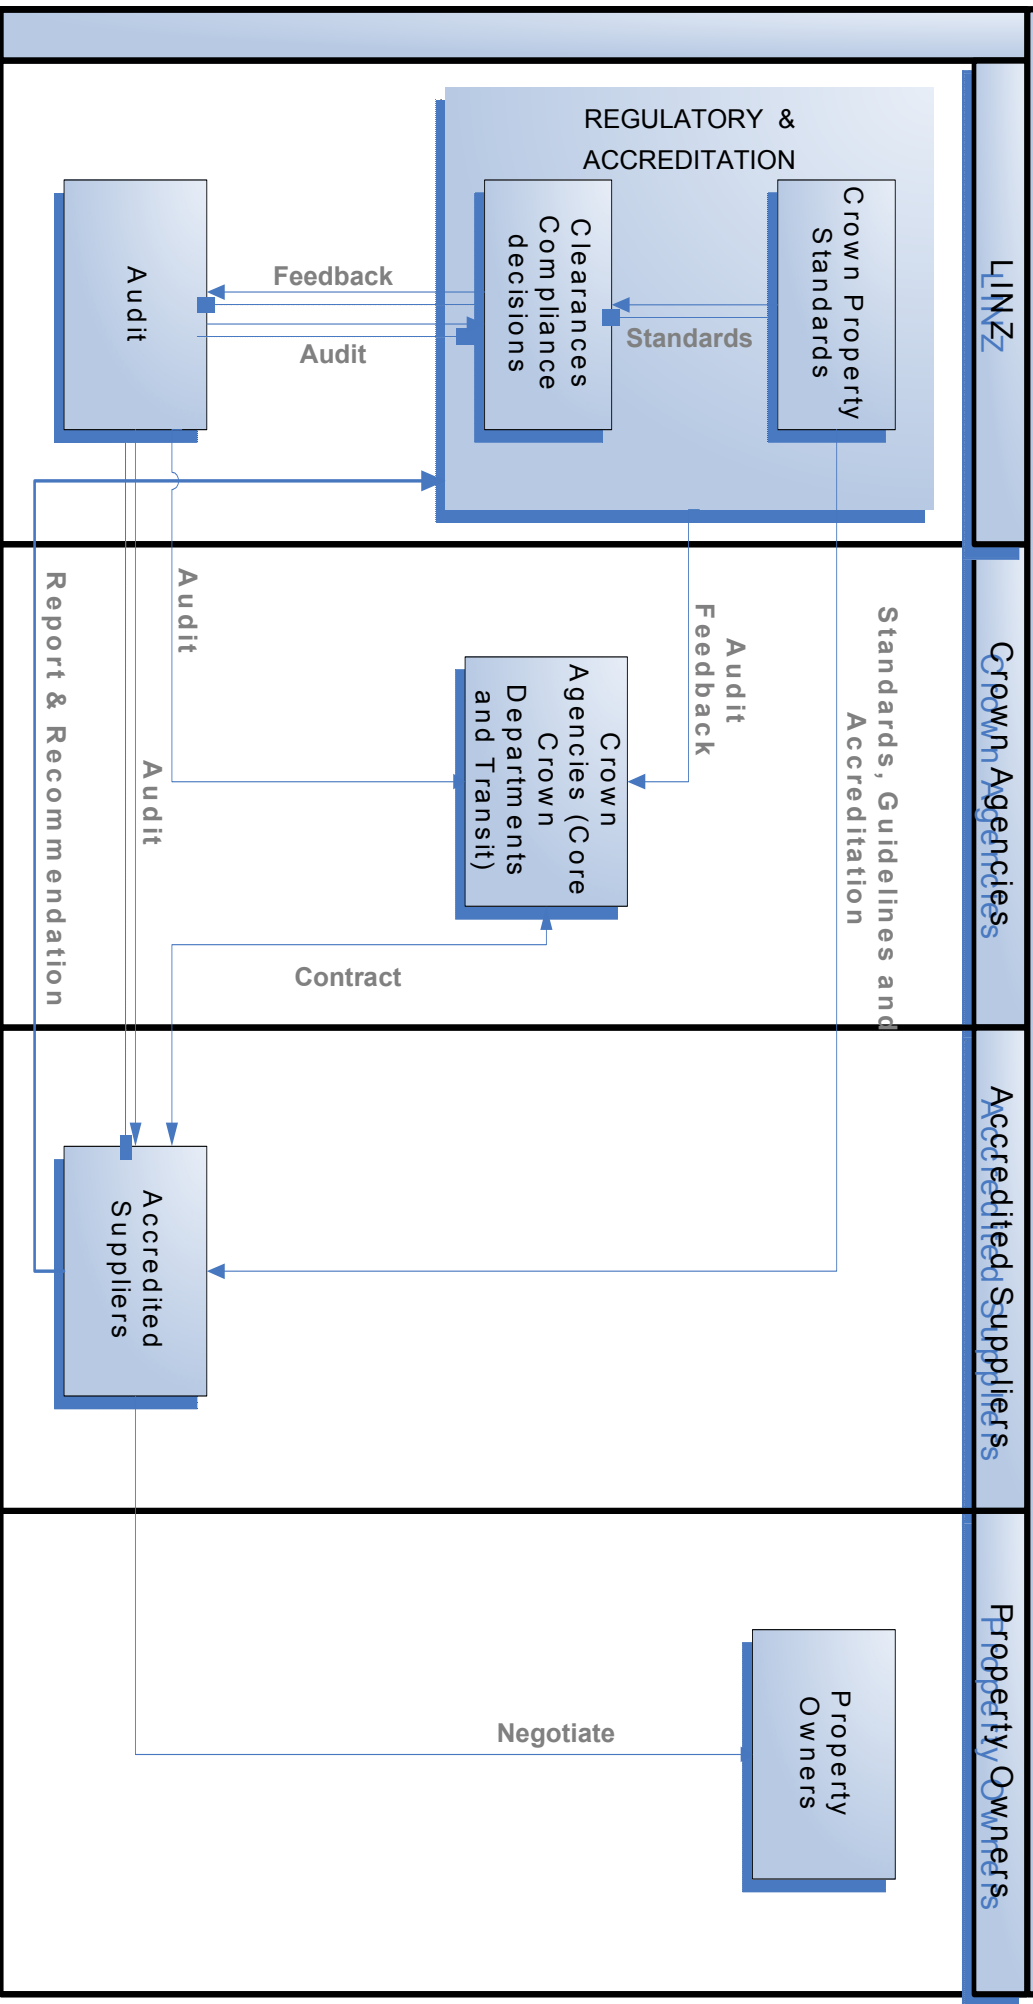 LINZ
Crown Agencies
Accredited Suppliers
Property Owners
REGULATORY &
ACCREDITATION
Crown Property
Standards
Standards
Clearances
Compliance
decisions
Feedback
Audit
Audit
Standards, Guidelines and
Accreditation
Audit
Feedback
Crown
Agencies (Core
Crown
Departments
and Transit)
Audit
Audit
Report & Recommendation
Contract
Accredited
Suppliers
Negotiate
Property
Owners